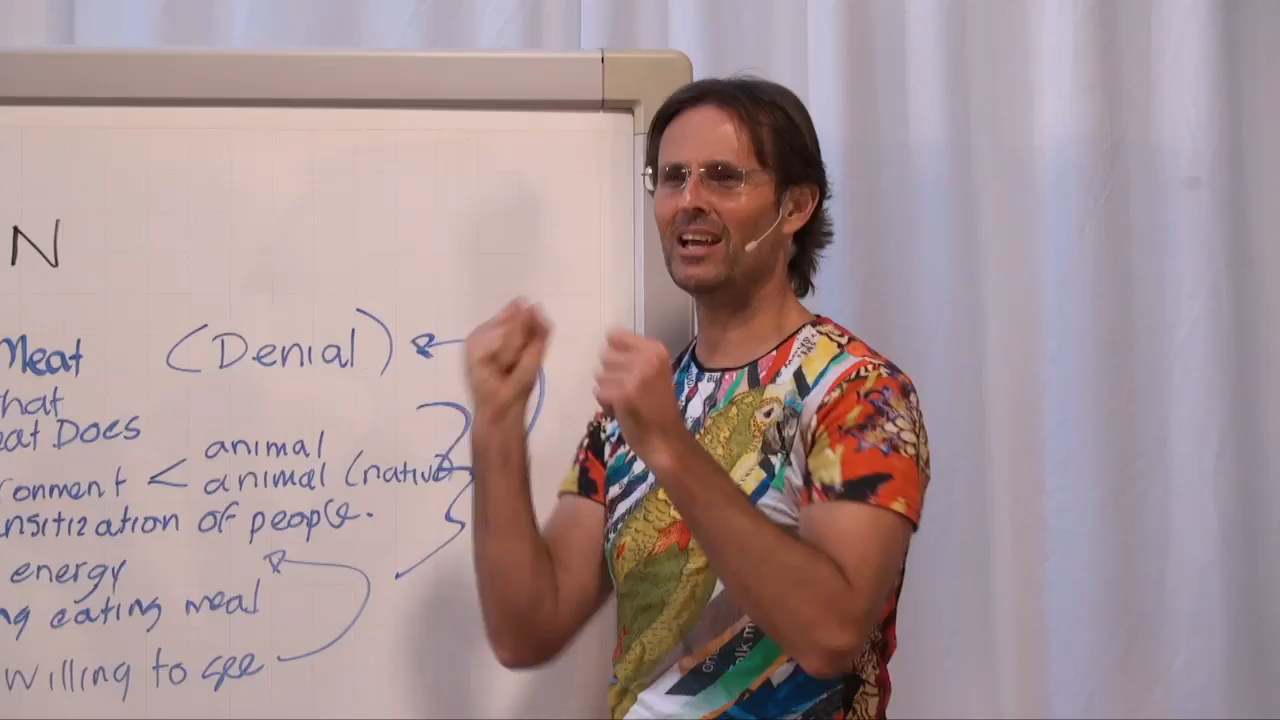 N
Meat (Denial)
hat
eat Does
animal
ronment < animal (native
nsitization of people.
energy
ng eating meal
willing to see